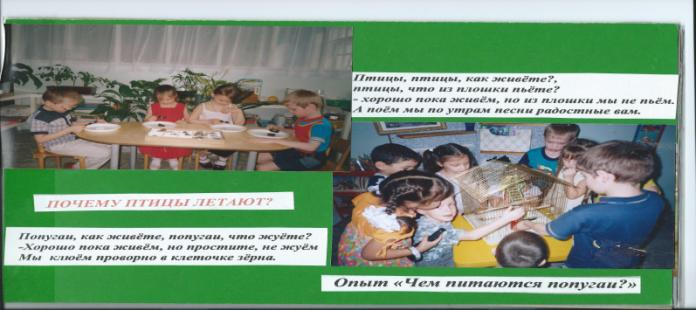 Птицы, птицы, как живёте?,
птицы, что из плошки пьёте?
- хорошо пока живём, но из плошки мы не пьём.
А поём мы по утрам песни радостные вам.
ПОЧЕМУ ПТИЦЫ ЛЕТАЮТ?
Попугаи, как живёте, попугаи, что жуёте?
-Хорошо пока живём, но простите, не жуём
Мы клюём проворно в клеточке зёрна.
Опыт «Чем питаются попугаи?»